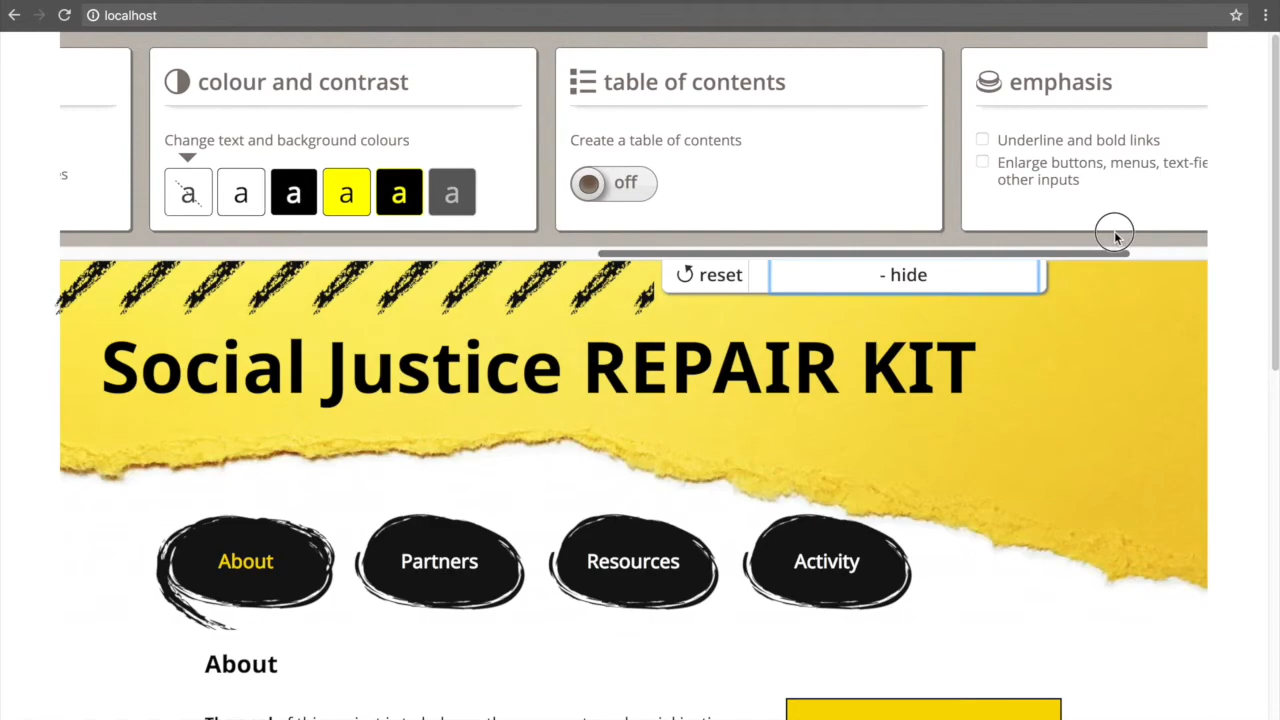 localhost
colour and contrast
table of contents
emphasis
Change text and background colours
Create a table of contents
Underline and bold links
Enlarge buttons, menus, text-fie
other inputs
es
a a a a a a
off
reset
- hide
Social Justice REPAIR KIT
About
Partners
Resources
Activity
About